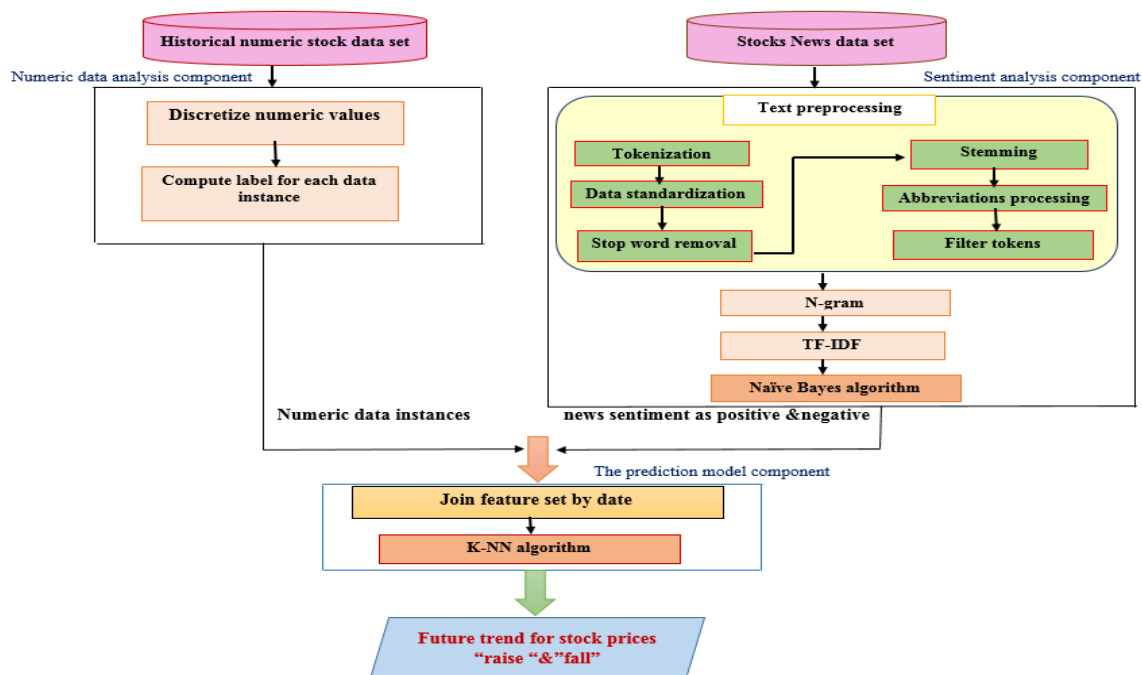 Historical numeric stock data set
Stocks News data set
Numeric data analysis component
Sentiment analysis component
Discretize numeric values
Compute label for each data
instance
Text preprocessing
Tokenization
Data standardization
Stop word removal
Stemming
Abbreviations processing
Filter tokens
N-gram
TF-IDF
Naïve Bayes algorithm
Numeric data instances
news sentiment as positive &negative
The prediction model component
Join feature set by date
K-NN algorithm
Future trend for stock prices
“raise “&”fall”